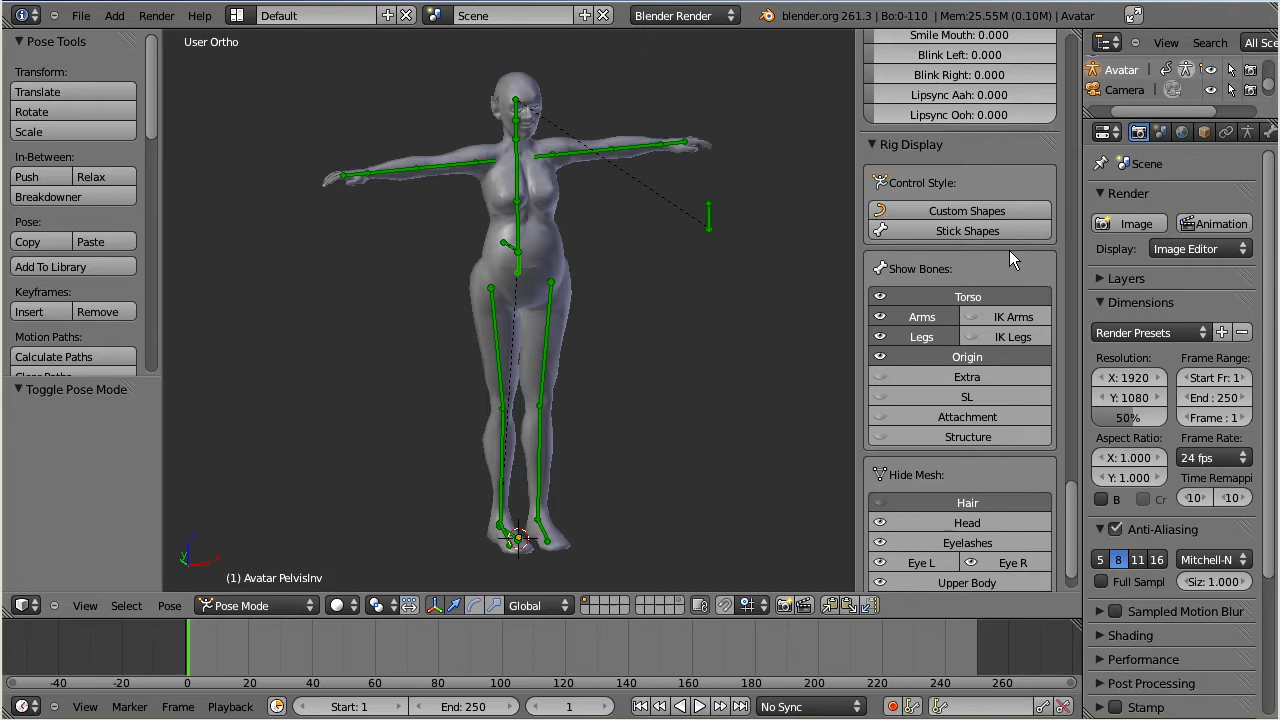 File Add Render Help Default Scene Blender Render blender.org 261.3 | Bo:0-110 | Mem:25.55M (0.10M) | Avatar
Pose Tools
Transform:
Translate
Rotate
Scale
In-Between:
Push Relax
Breakdowner
Pose:
Copy Paste
Add To Library
Keyframes:
Insert Remove
Motion Paths:
Calculate Paths
Toggle Pose Mode
User Ortho
(1) Avatar PelvisInv
z
y
x
View Select Pose Pose Mode Global
Smile Mouth: 0.000
Blink Left: 0.000
Blink Right: 0.000
Lipsync Aah: 0.000
Lipsync Ooh: 0.000
Rig Display
Control Style:
Custom Shapes
Stick Shapes
Show Bones:
Torso
Arms IK Arms
Legs IK Legs
Origin
Extra
SL
Attachment
Structure
Hide Mesh:
Hair
Head
Eyelashes
Eye L Eye R
Upper Body
View Search All Sce
Avatar
Camera
Scene
Render
Image Animation
Display: Image Editor
Layers
Dimensions
Render Presets
Resolution: Frame Range:
X: 1920 Start Fr: 1
Y: 1080 End : 250
50% Frame : 1
Aspect Ratio: Frame Rate:
X: 1.000 24 fps
Y: 1.000 Time Remappi
B Cr 10 10
Anti-Aliasing
5 8 11 16 Mitchell-N
Full Sampl Siz: 1.000
Sampled Motion Blur
Shading
Performance
Post Processing
Stamp
-40 -20 0 20 40 60 80 100 120 140 160 180 200 220 240 260
View Marker Frame Playback Start: 1 End: 250 1 No Sync